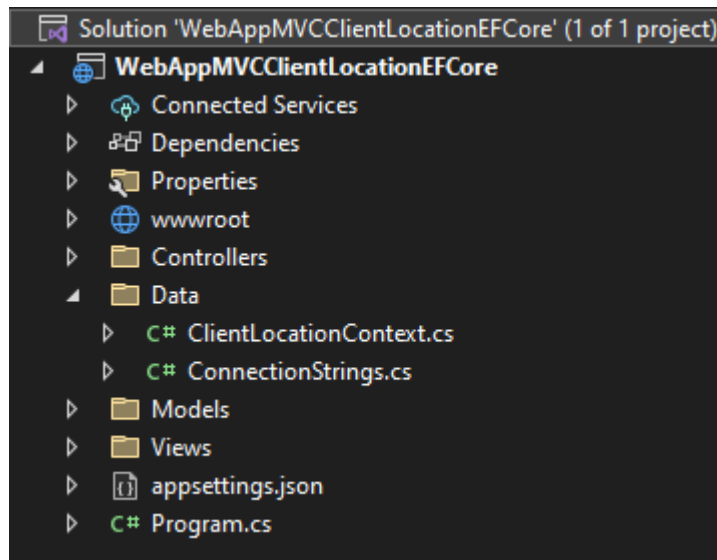 Solution 'WebAppMVCClientLocationEFCore' (1 of 1 project)
WebAppMVCClientLocationEFCore
Connected Services
Dependencies
Properties
wwwroot
Controllers
Data
C# ClientLocationContext.cs
C# ConnectionStrings.cs
Models
Views
appsettings.json
C# Program.cs